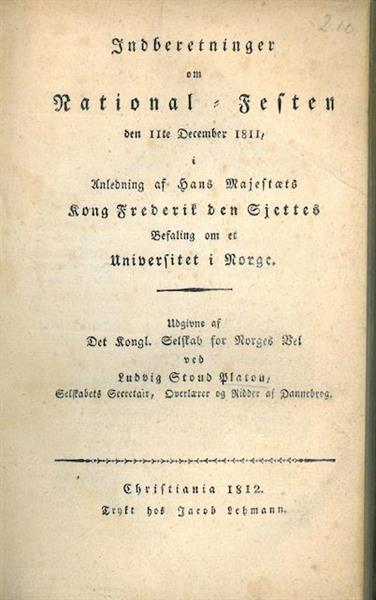 210
Indberetninger
om
National-Festen
den 11te December 1811,
i
Anledning af Hans Majestæts
Kong Frederik den Sjettes
Befaling om et
Universitet i Norge.
Udgivne af
Det Kongl. Selskab for Norges Vel
ved
Ludvig Stoud Platou,
Selskabets Secretair, Overlærer og Ridder af Dannebrog.
Christiania 1812.
Trykt hos Jacob Lehmann.